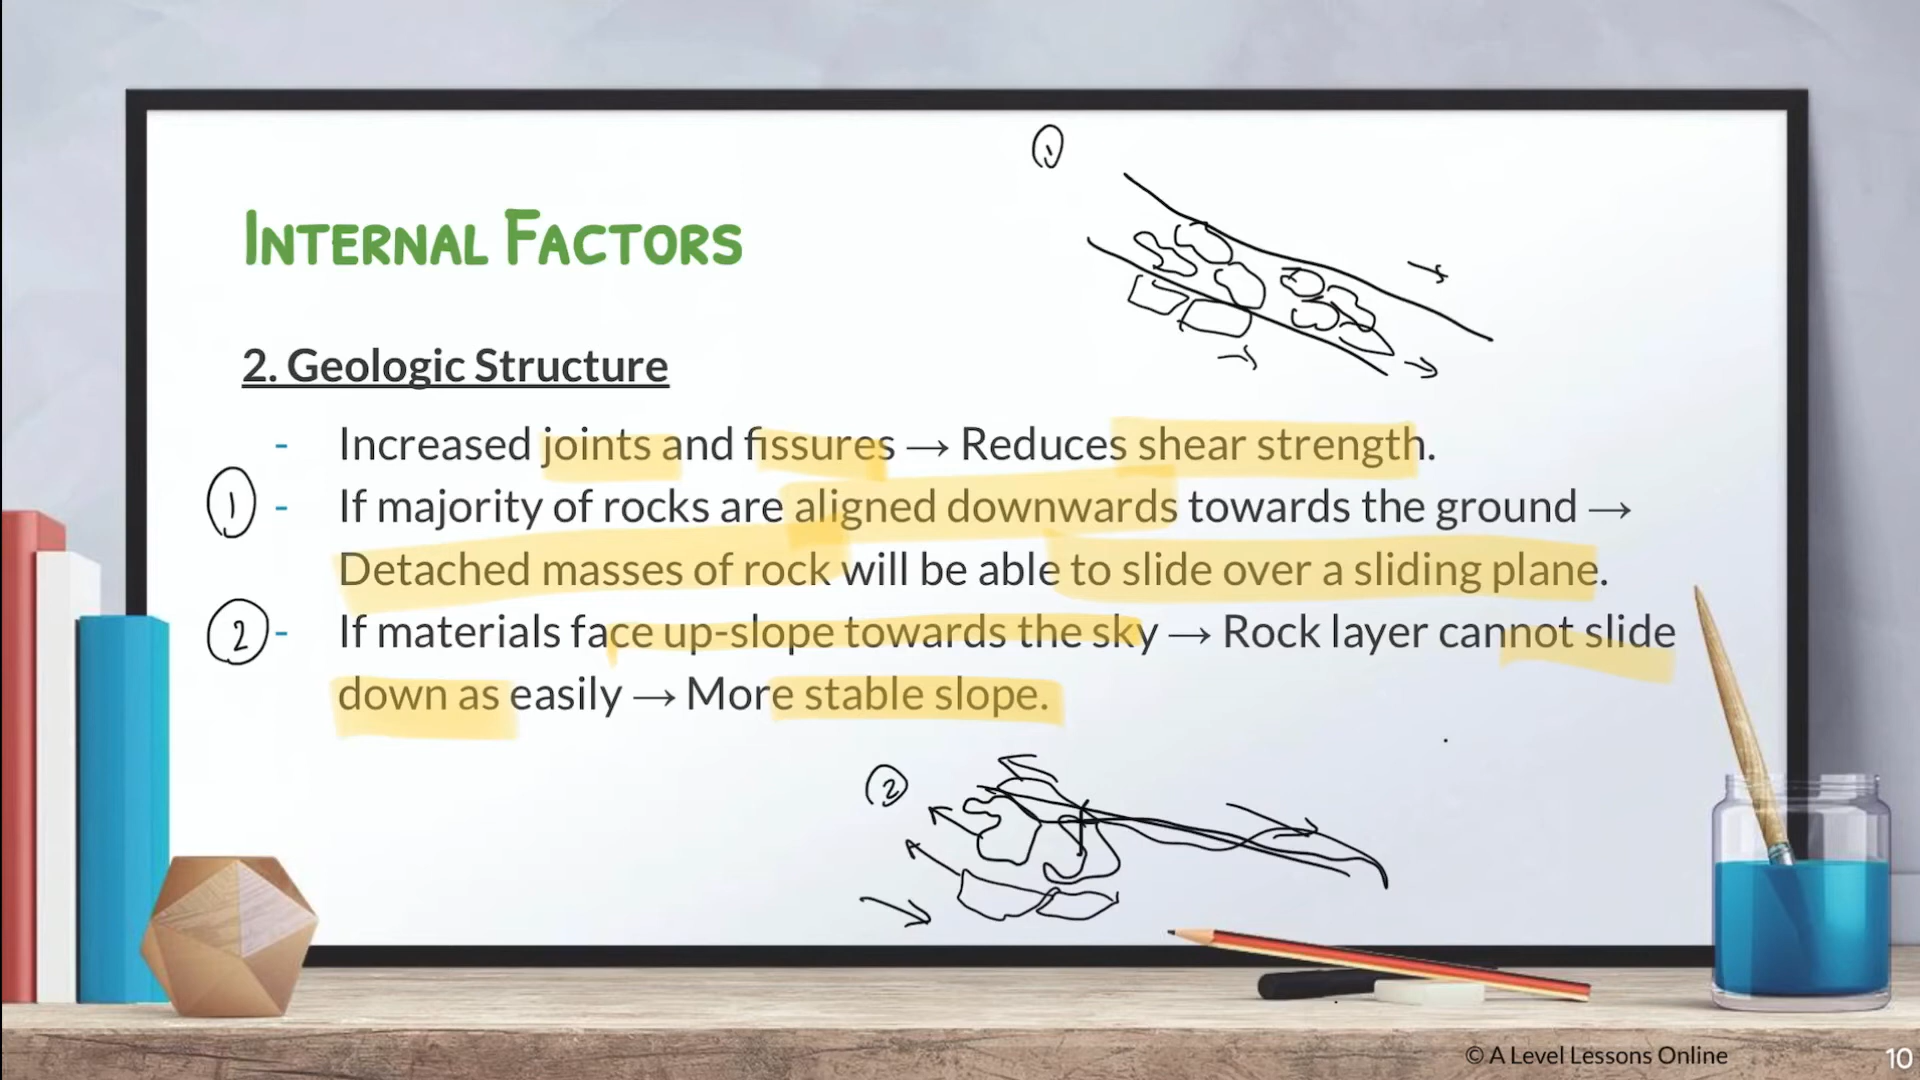 ①
INTERNAL FACTORS
2. Geologic Structure
- Increased joints and fissures → Reduces shear strength.
① - If majority of rocks are aligned downwards towards the ground →
Detached masses of rock will be able to slide over a sliding plane.
② - If materials face up-slope towards the sky → Rock layer cannot slide
down as easily → More stable slope.
②
© A Level Lessons Online
10